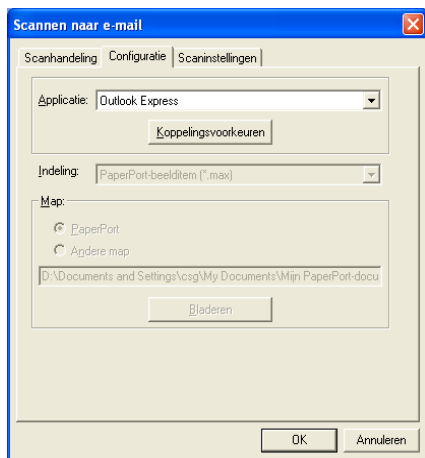 Scannen naar e-mail
Scanhandeling Configuratie Scaninstellingen
Applicatie: Outlook Express
Koppelingsvoorkeuren
Indeling: PaperPort-beelditem (*.max)
Map:
PaperPort
Andere map
D:\Documents and Settings\csg\My Documents\Mijn PaperPort-docu
Bladeren
OK Annuleren